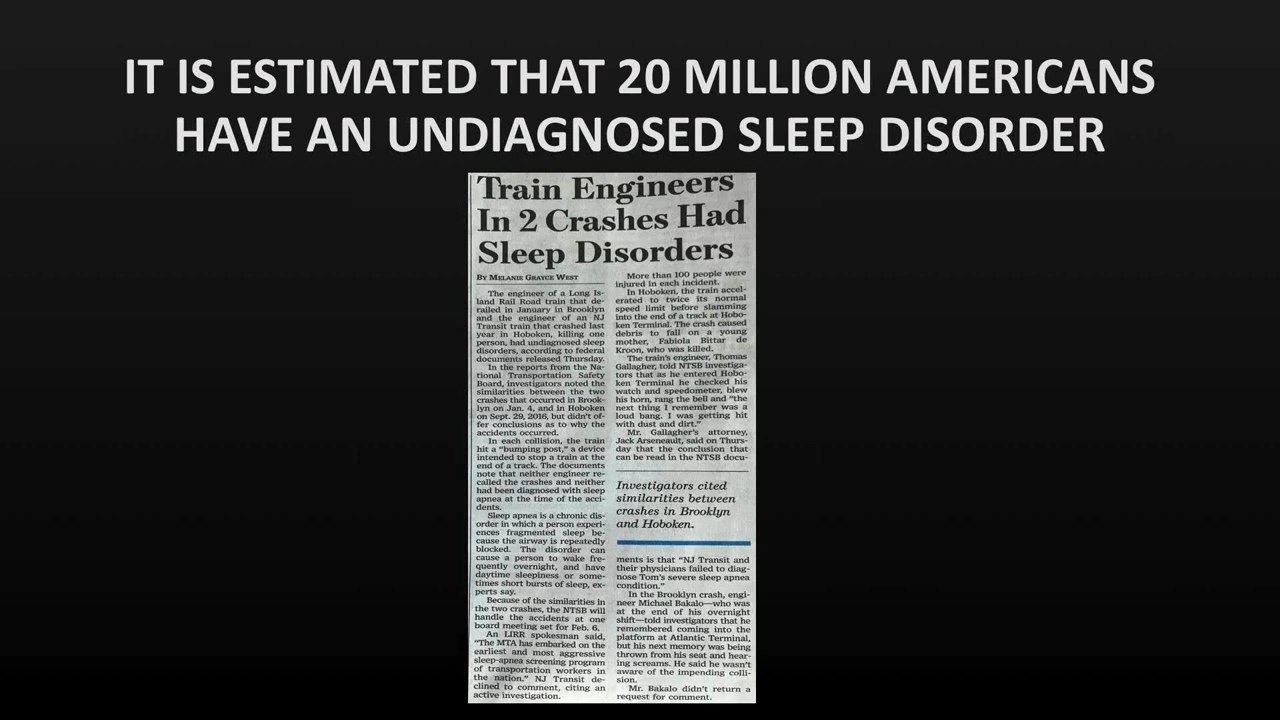 IT IS ESTIMATED THAT 20 MILLION AMERICANS
HAVE AN UNDIAGNOSED SLEEP DISORDER
Train Engineers
In 2 Crashes Had
Sleep Disorders
BY MELANIE GRAYCE WEST
The engineer of a Long Is-
land Rail Road train that de-
railed in January in Brooklyn
and the engineer of an NJ
Transit train that crashed last
year in Hoboken, killing one
person, had undiagnosed sleep
disorders, according to federal
documents released Thursday.
In the reports from the Na-
tional Transportation Safety
Board, investigators noted the
similarities between the two
crashes that occurred in Brook-
lyn on Jan. 4, and in Hoboken
on Sept. 29, 2016, but didn't of-
fer conclusions as to why the
accidents occurred.
In each collision, the train
hit a "bumping post," a device
intended to stop a train at the
end of a track. The documents
note that neither engineer re-
called the crashes and neither
had been diagnosed with sleep
apnea at the time of the acci-
dents.
Sleep apnea is a chronic dis-
order in which a person experi-
ences fragmented sleep be-
cause the airway is repeatedly
blocked. The disorder can
cause a person to wake fre-
quently overnight, and have
daytime sleepiness or some-
times short bursts of sleep, ex-
perts say.
Because of the similarities in
the two crashes, the NTSB will
handle the accidents at one
board meeting set for Feb. 6.
An LIRR spokesman said,
"The MTA has embarked on the
earliest and most aggressive
sleep-apnea screening program
of transportation workers in
the nation." NJ Transit de-
clined to comment, citing an
active investigation.
More than 100 people were
injured in each incident.
In Hoboken, the train accel-
erated to twice its normal
speed limit before slamming
into the end of a track at Hobo-
ken Terminal. The crash caused
debris to fall on a young
mother, Fabiola Bittar de
Kroon, who was killed.
The train's engineer, Thomas
Gallagher, told NTSB investiga-
tors that as he entered Hobo-
ken Terminal he checked his
watch and speedometer, blew
his horn, rang the bell and "the
next thing I remember was a
loud bang. I was getting hit
with dust and dirt."
Mr. Gallagher's attorney,
Jack Arseneault, said on Thurs-
day that the conclusion that
can be read in the NTSB docu-
Investigators cited
similarities between
crashes in Brooklyn
and Hoboken.
ments is that "NJ Transit and
their physicians failed to diag-
nose Tom's severe sleep apnea
condition."
In the Brooklyn crash, engi-
neer Michael Bakalo—who was
at the end of his overnight
shift—told investigators that he
remembered coming into the
platform at Atlantic Terminal,
but his next memory was being
thrown from his seat and hear-
ing screams. He said he wasn't
aware of the impending colli-
sion.
Mr. Bakalo didn't return a
request for comment.